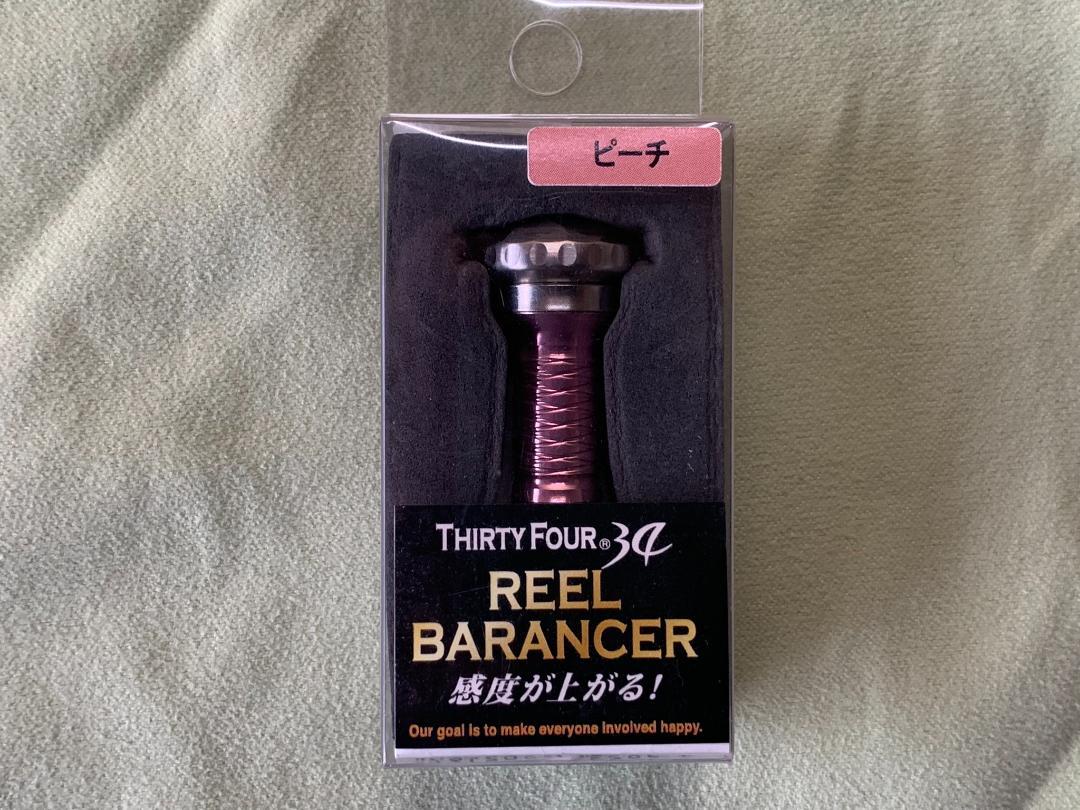 ピーチ
THIRTY FOUR® 34
REEL
BARANCER
感度が上がる!
Our goal is to make everyone involved happy.